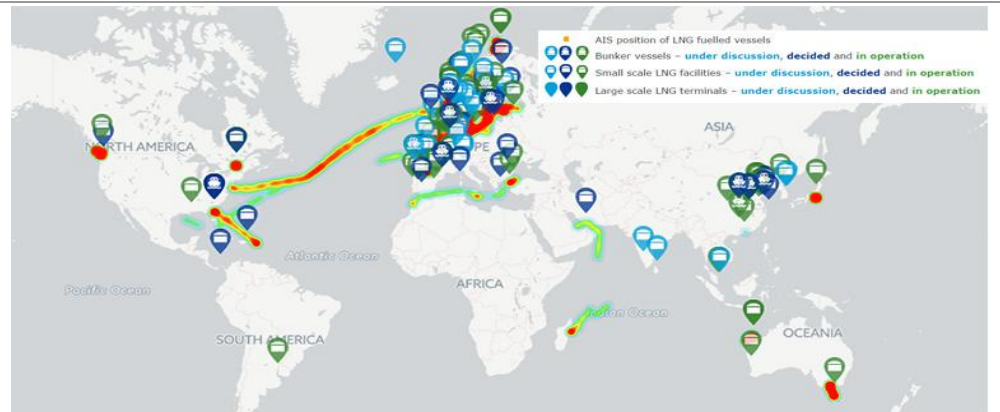 AIS position of LNG fuelled vessels
Bunker vessels – under discussion, decided and in operation
Small scale LNG facilities – under discussion, decided and in operation
Large scale LNG terminals – under discussion, decided and in operation
ASIA
NORTH AMERICA
Atlantic Ocean
AFRICA
Pacific Ocean
Indian Ocean
OCEANIA
SOUTH AMERICA